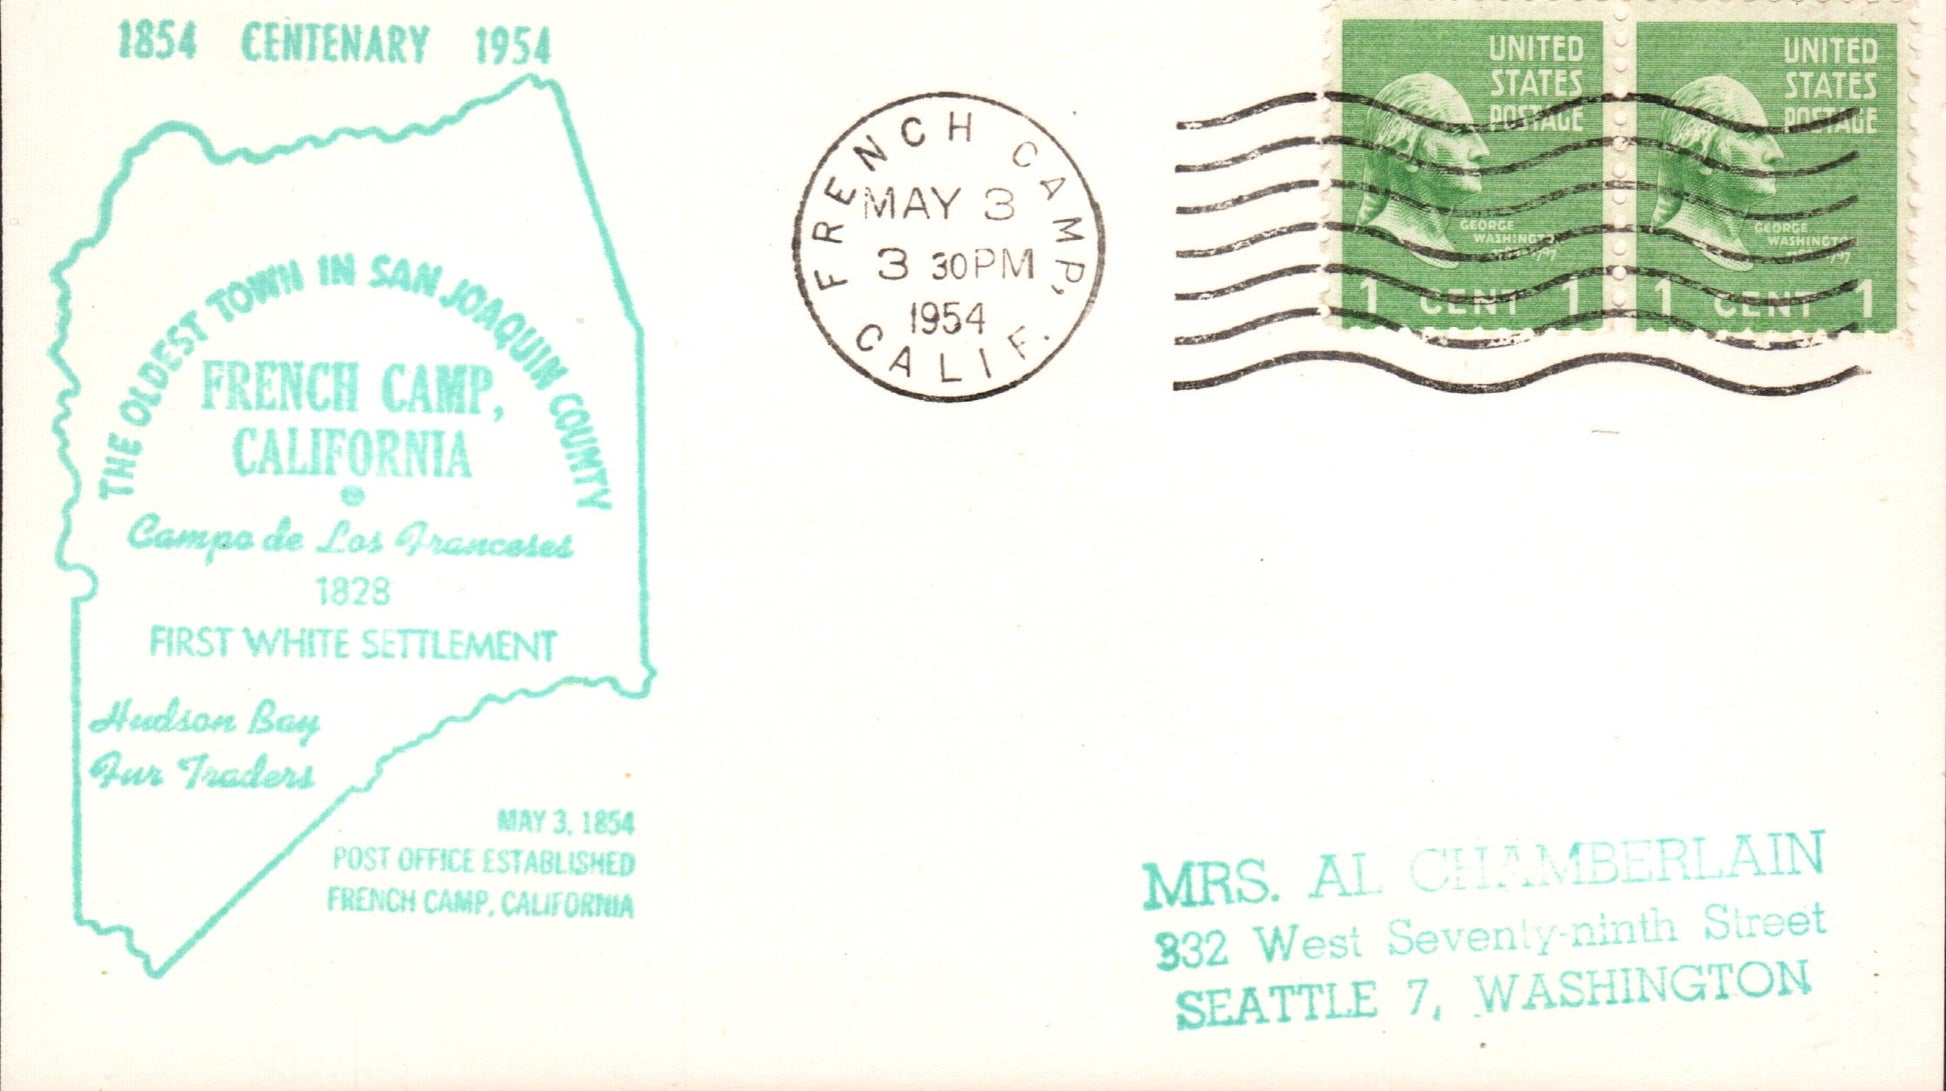 1854 CENTENARY 1954
THE OLDEST TOWN IN SAN JOAQUIN COUNTY
FRENCH CAMP,
CALIFORNIA
Campo de Los Franceses
1828
FIRST WHITE SETTLEMENT
Hudson Bay
Fur Traders
MAY 3, 1854
POST OFFICE ESTABLISHED
FRENCH CAMP, CALIFORNIA
FRENCH CAMP,
MAY 3
3 30 PM
1954
CALIF.
UNITED
STATES
POSTAGE
GEORGE
WASHINGTON
1 CENT 1
UNITED
STATES
POSTAGE
GEORGE
WASHINGTON
1 CENT 1
MRS. AL CHAMBERLAIN
332 West Seventy-ninth Street
SEATTLE 7, WASHINGTON